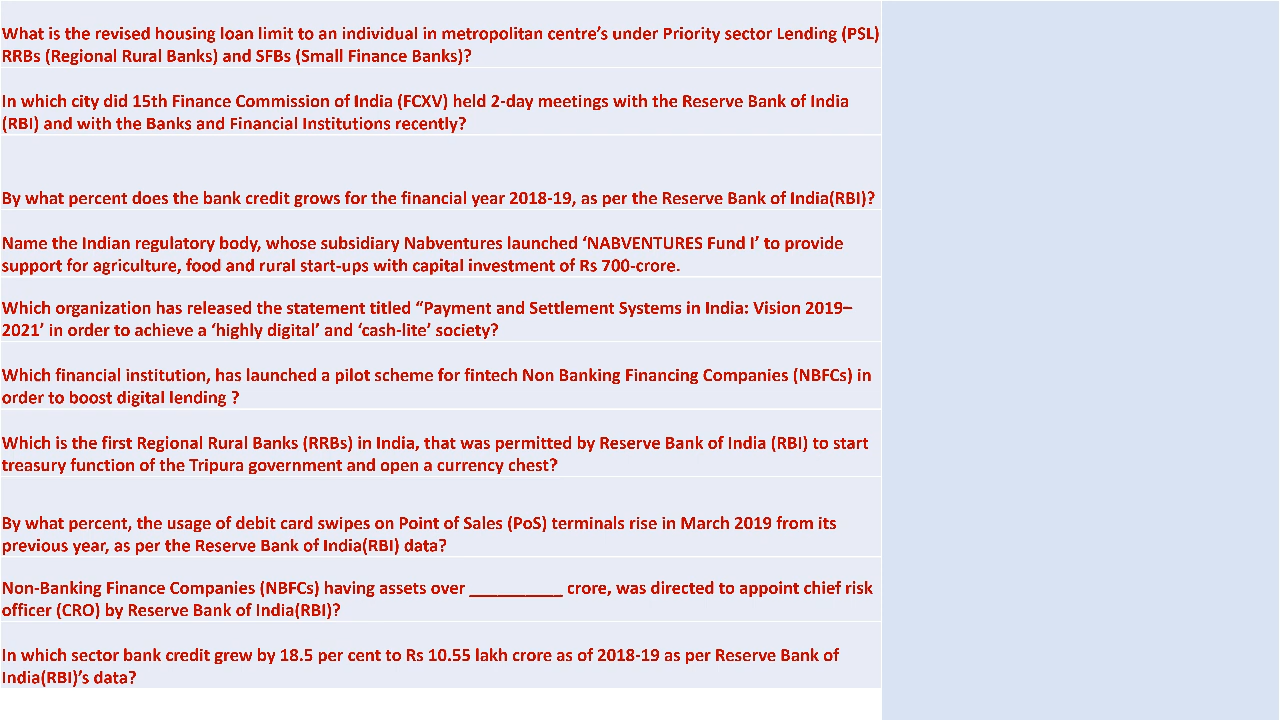 What is the revised housing loan limit to an individual in metropolitan centre’s under Priority sector Lending (PSL)
RRBs (Regional Rural Banks) and SFBs (Small Finance Banks)?
In which city did 15th Finance Commission of India (FCXV) held 2-day meetings with the Reserve Bank of India
(RBI) and with the Banks and Financial Institutions recently?
By what percent does the bank credit grows for the financial year 2018-19, as per the Reserve Bank of India(RBI)?
Name the Indian regulatory body, whose subsidiary Nabventures launched ‘NABVENTURES Fund I’ to provide
support for agriculture, food and rural start-ups with capital investment of Rs 700-crore.
Which organization has released the statement titled “Payment and Settlement Systems in India: Vision 2019–
2021’ in order to achieve a ‘highly digital’ and ‘cash-lite’ society?
Which financial institution, has launched a pilot scheme for fintech Non Banking Financing Companies (NBFCs) in
order to boost digital lending ?
Which is the first Regional Rural Banks (RRBs) in India, that was permitted by Reserve Bank of India (RBI) to start
treasury function of the Tripura government and open a currency chest?
By what percent, the usage of debit card swipes on Point of Sales (PoS) terminals rise in March 2019 from its
previous year, as per the Reserve Bank of India(RBI) data?
Non-Banking Finance Companies (NBFCs) having assets over __________ crore, was directed to appoint chief risk
officer (CRO) by Reserve Bank of India(RBI)?
In which sector bank credit grew by 18.5 per cent to Rs 10.55 lakh crore as of 2018-19 as per Reserve Bank of
India(RBI)’s data?